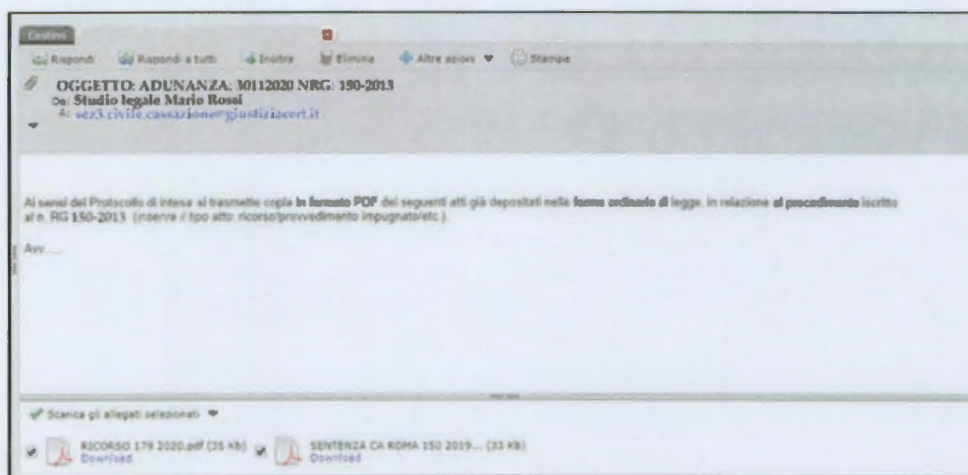 Cestino
Rispondi Rispondi a tutti Inoltra Elimina Altre azioni Stampa
OGGETTO: ADUNANZA: 30112020 NRG: 190-2013
Da: Studio legale Mario Rossi
A: sez3.civile.cassazione@giustiziacert.it
Ai sensi del Protocollo di intesa si trasmette copia in formato PDF dei seguenti atti già depositati nelle forme ordinarie di legge, in relazione al procedimento iscritto
al n. RG 150-2013 (inserire il tipo atto: ricorso/provvedimento impugnato/etc.)
Avv.....
Scarica gli allegati selezionati
RICORSO 179 2020.pdf (35 KB) SENTENZA CA ROMA 150 2019... (33 KB)
Download Download